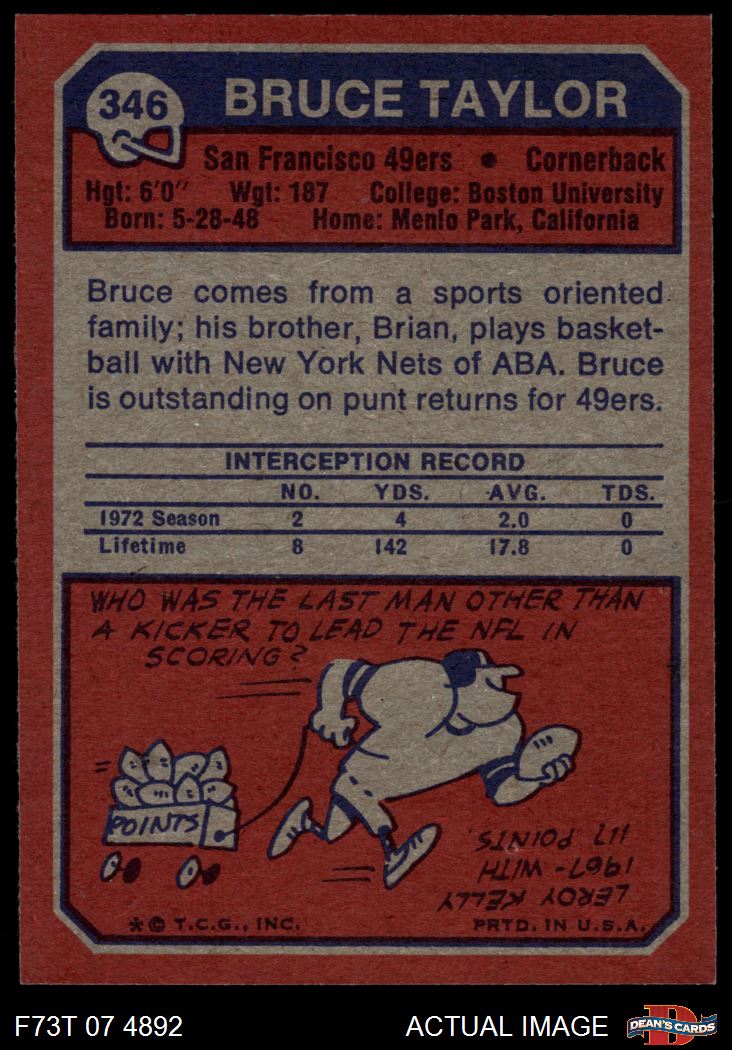 346
BRUCE TAYLOR
San Francisco 49ers • Cornerback
Hgt: 6'0" Wgt: 187 College: Boston University
Born: 5-28-48 Home: Menlo Park, California
Bruce comes from a sports oriented
family; his brother, Brian, plays basket-
ball with New York Nets of ABA. Bruce
is outstanding on punt returns for 49ers.
INTERCEPTION RECORD
NO. YDS. AVG. TDS.
1972 Season 2 4 2.0 0
Lifetime 8 142 17.8 0
WHO WAS THE LAST MAN OTHER THAN
A KICKER TO LEAD THE NFL IN
SCORING?
POINTS
LEROY KELLY
1967-WITH
117 POINTS.
* © T.C.G., INC. PRTD. IN U.S.A.
F73T 07 4892 ACTUAL IMAGE
D
DEAN'S CARDS